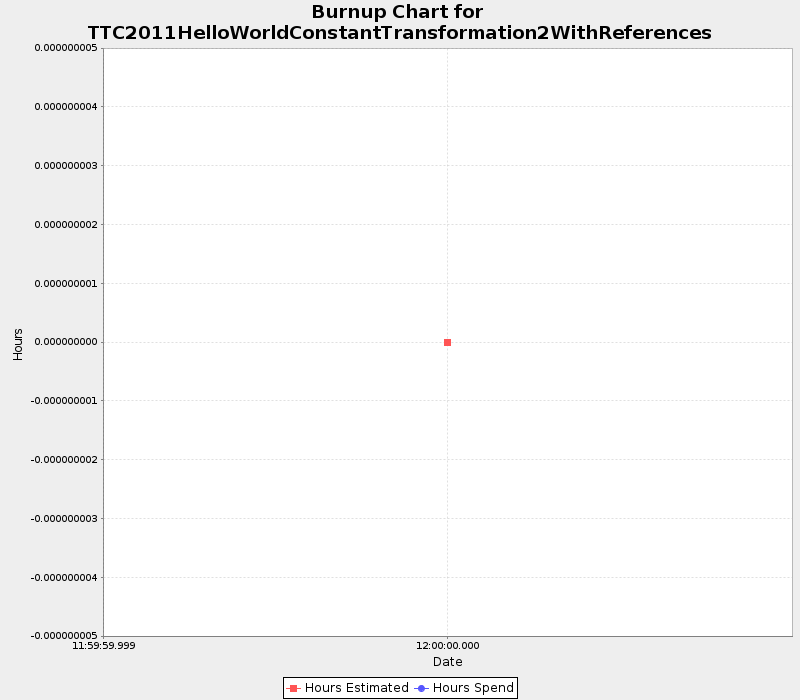 Burnup Chart for
TTC2011HelloWorldConstantTransformation2WithReferences
0.000000005
0.000000004
0.000000003
0.000000002
0.000000001
0.000000000
-0.000000001
-0.000000002
-0.000000003
-0.000000004
-0.000000005
Hours
11:59:59.999 12:00:00.000
Date
Hours Estimated Hours Spend